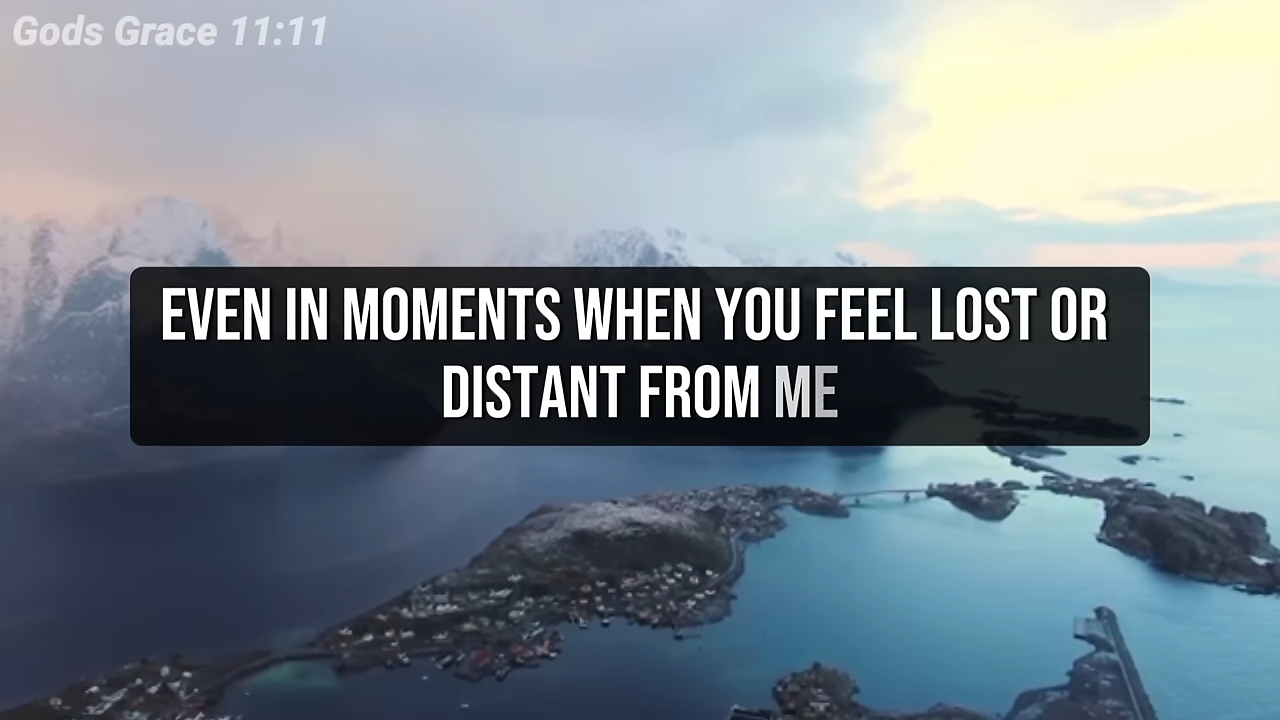 Gods Grace 11:11
EVEN IN MOMENTS WHEN YOU FEEL LOST OR
DISTANT FROM ME